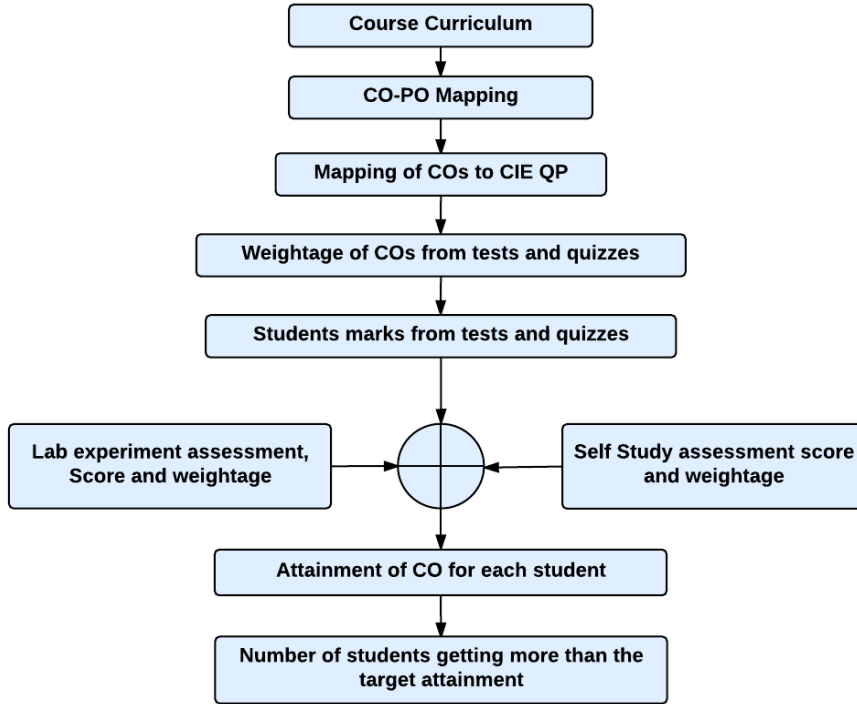 Course Curriculum
CO-PO Mapping
Mapping of COs to CIE QP
Weightage of COs from tests and quizzes
Students marks from tests and quizzes
Lab experiment assessment,
Score and weightage
Self Study assessment score
and weightage
Attainment of CO for each student
Number of students getting more than the
target attainment